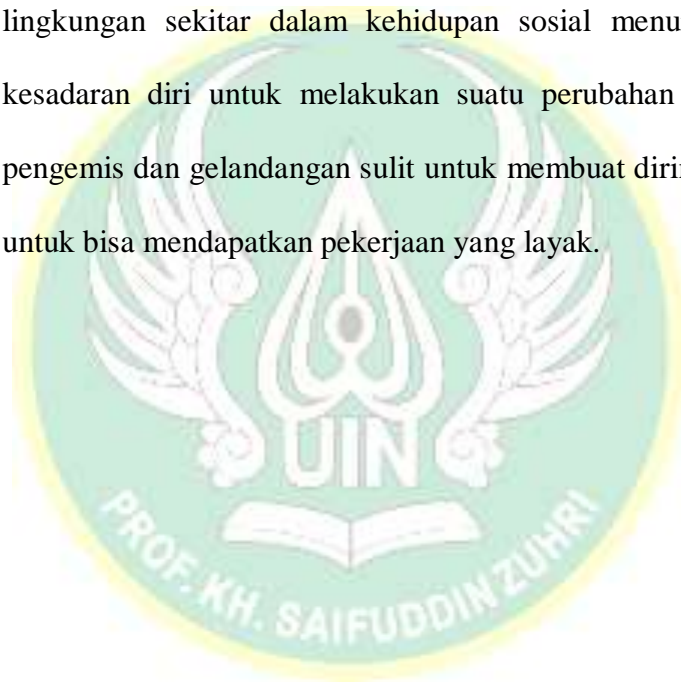 lingkungan sekitar dalam kehidupan sosial
kesadaran diri untuk melakukan suatu perubahan
pengemis dan gelandangan sulit untuk membuat
untuk bisa mendapatkan pekerjaan yang layak.
UIN
PROF. KH. SAIFUDDIN ZUHRI